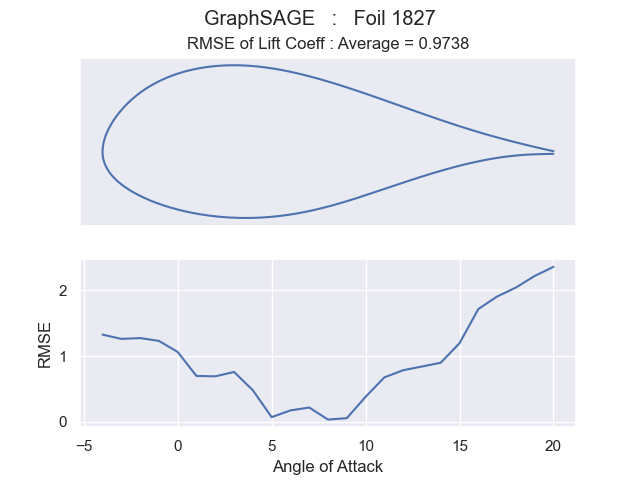 GraphSAGE   :   Foil 1827
RMSE of Lift Coeff : Average = 0.9738
2
1
0
RMSE
−5 0 5 10 15 20
Angle of Attack